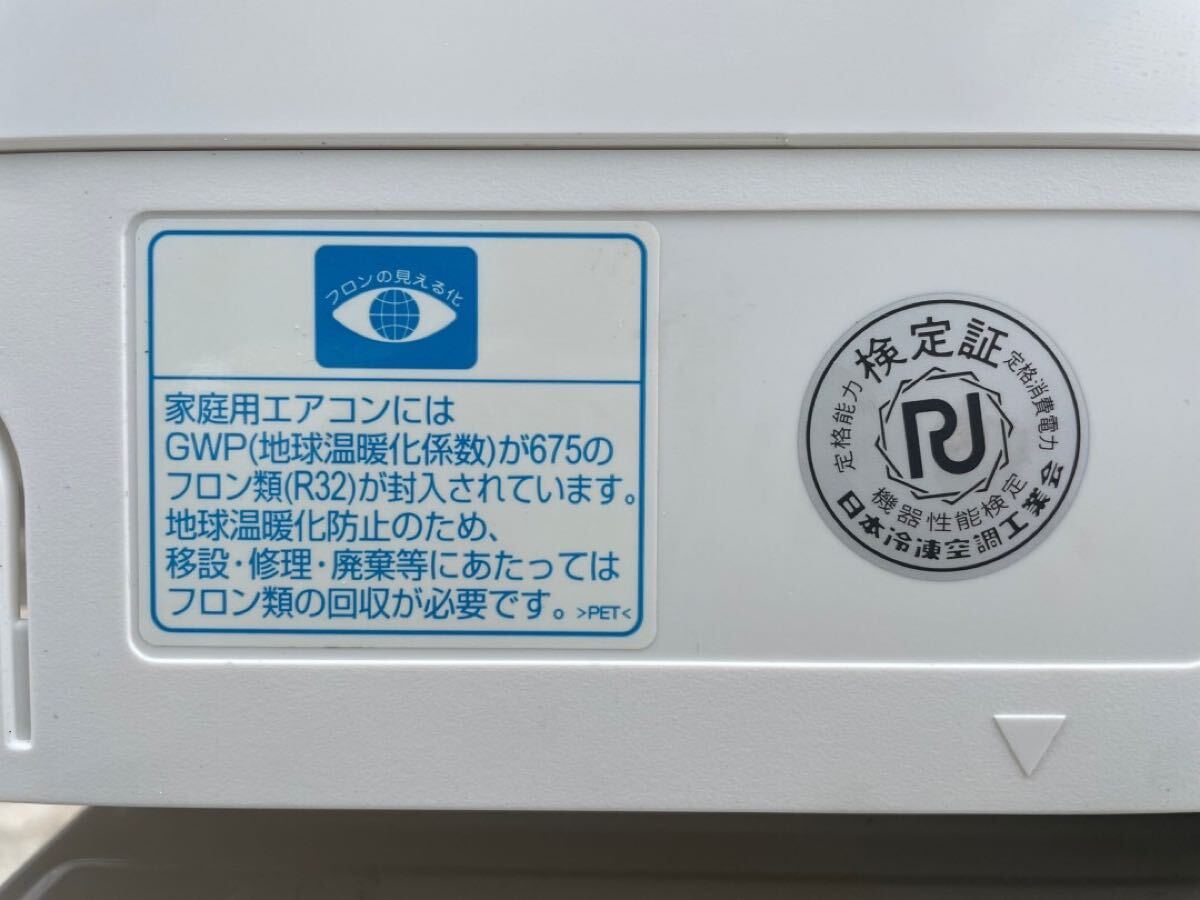 フロンの見える化
家庭用エアコンには
GWP(地球温暖化係数)が675の
フロン類(R32)が封入されています。
地球温暖化防止のため、
移設・修理・廃棄等にあたっては
フロン類の回収が必要です。>PET<
検定証
定格能力
定格消費電力
機器性能検定
日本冷凍空調工業会